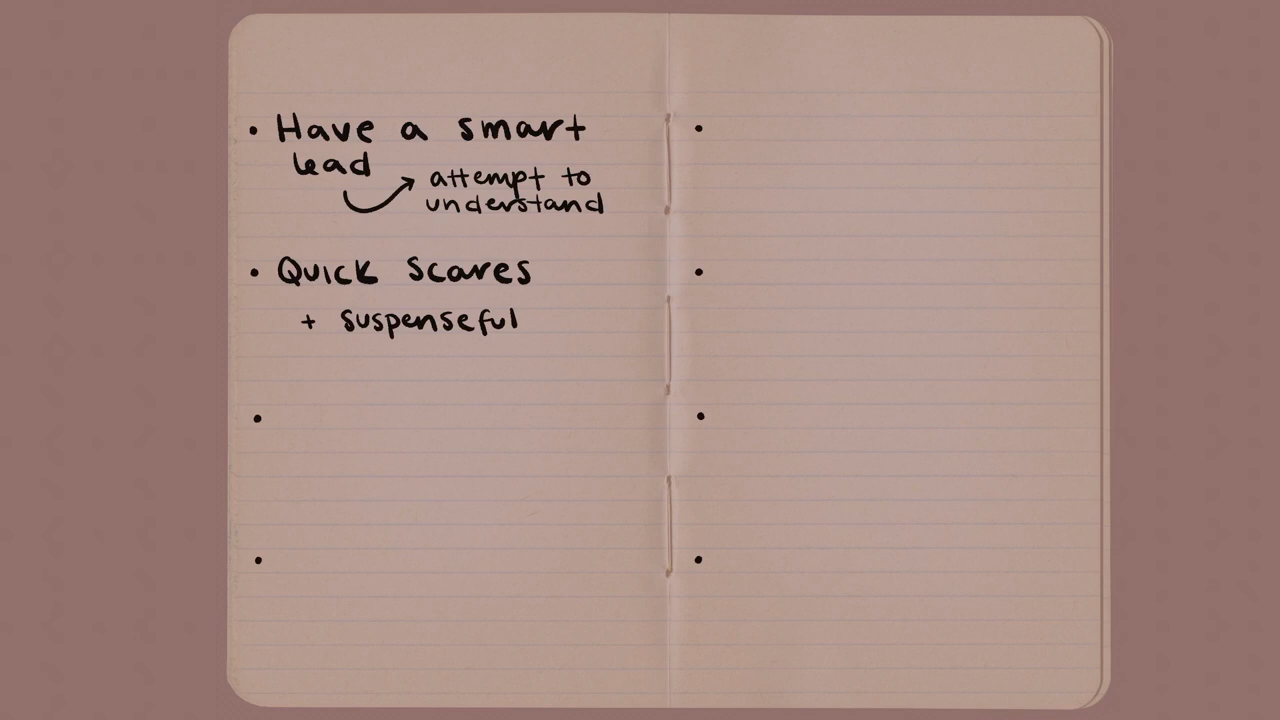 • Have a smart
lead
attempt to
understand
• Quick Scares
+ suspenseful